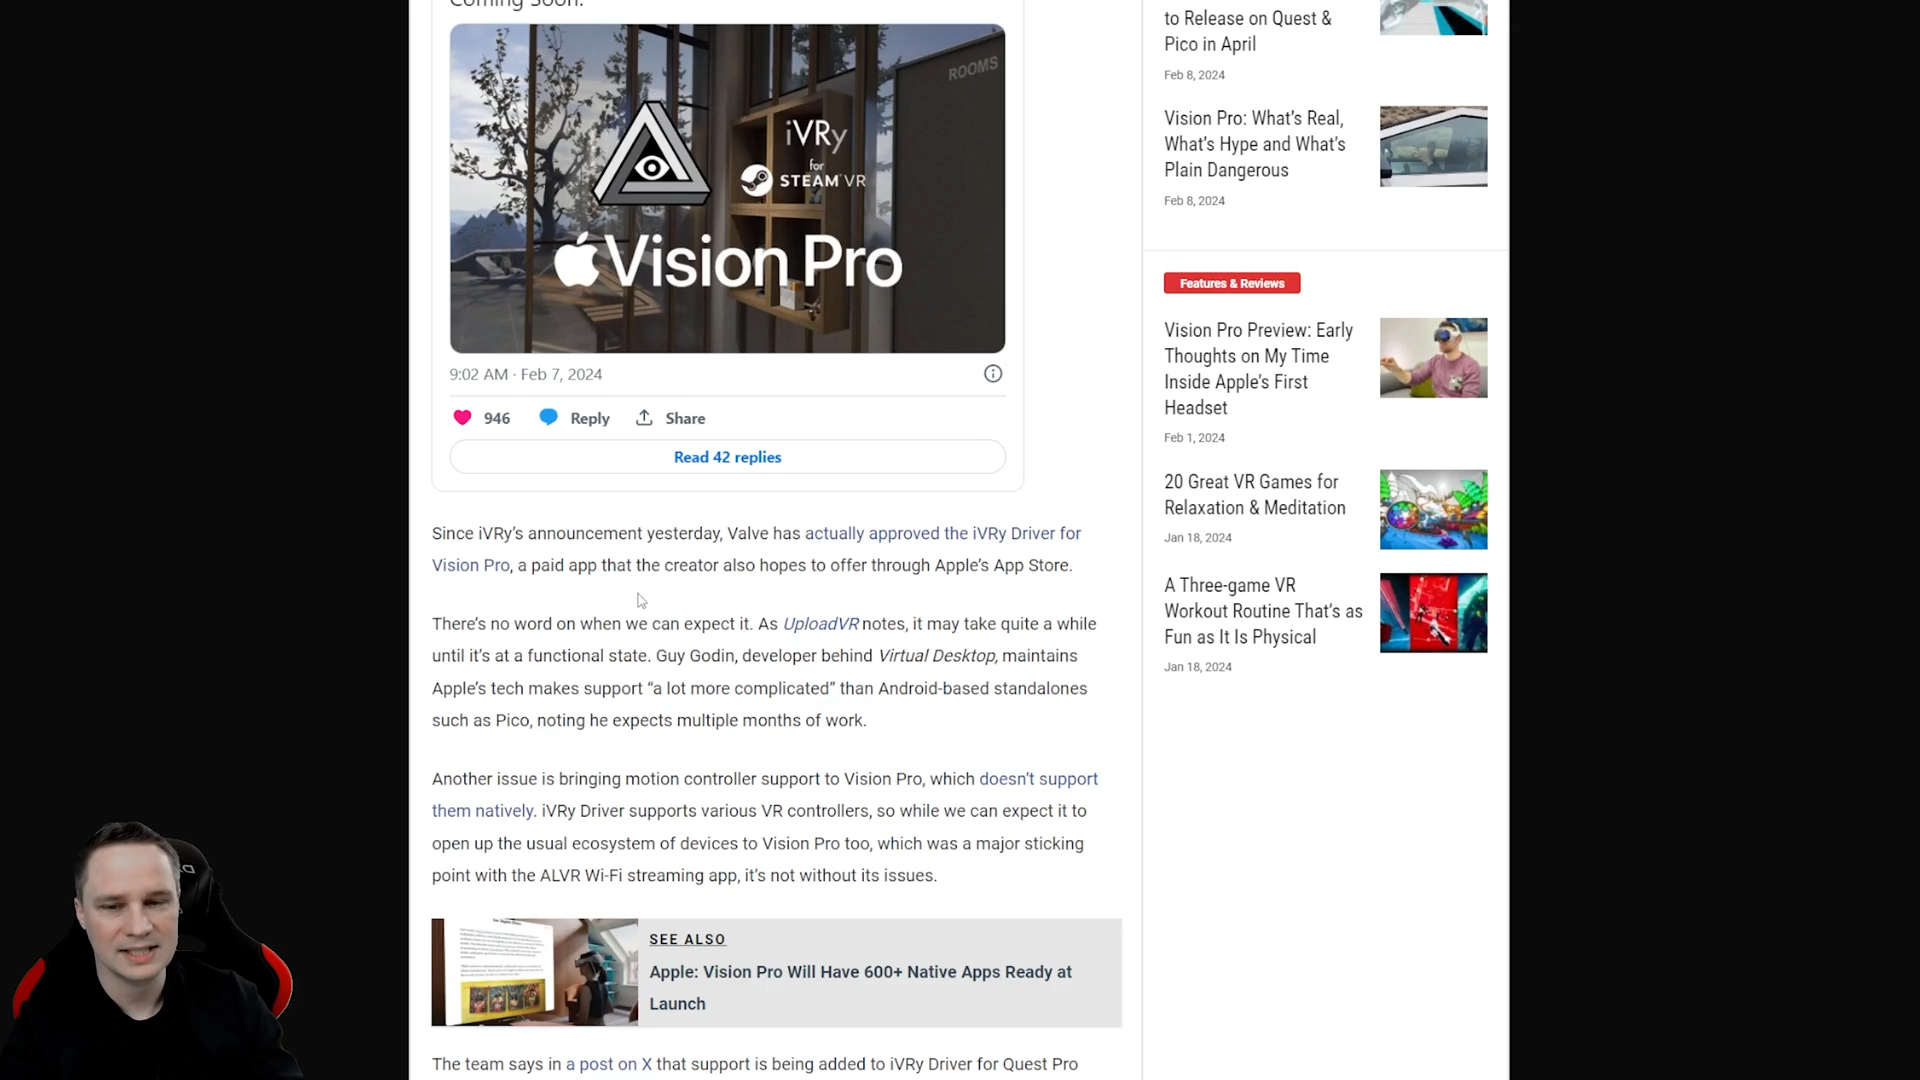 Coming Soon.
ROOMS
iVRy
for
STEAM VR
Vision Pro
9:02 AM · Feb 7, 2024
946 Reply Share
Read 42 replies
Since iVRy’s announcement yesterday, Valve has actually approved the iVRy Driver for
Vision Pro, a paid app that the creator also hopes to offer through Apple’s App Store.
There’s no word on when we can expect it. As UploadVR notes, it may take quite a while
until it’s at a functional state. Guy Godin, developer behind Virtual Desktop, maintains
Apple’s tech makes support “a lot more complicated” than Android-based standalones
such as Pico, noting he expects multiple months of work.
Another issue is bringing motion controller support to Vision Pro, which doesn’t support
them natively. iVRy Driver supports various VR controllers, so while we can expect it to
open up the usual ecosystem of devices to Vision Pro too, which was a major sticking
point with the ALVR Wi-Fi streaming app, it’s not without its issues.
SEE ALSO
Apple: Vision Pro Will Have 600+ Native Apps Ready at
Launch
The team says in a post on X that support is being added to iVRy Driver for Quest Pro
to Release on Quest &
Pico in April
Feb 8, 2024
Vision Pro: What’s Real,
What’s Hype and What’s
Plain Dangerous
Feb 8, 2024
Features & Reviews
Vision Pro Preview: Early
Thoughts on My Time
Inside Apple’s First
Headset
Feb 1, 2024
20 Great VR Games for
Relaxation & Meditation
Jan 18, 2024
A Three-game VR
Workout Routine That’s as
Fun as It Is Physical
Jan 18, 2024